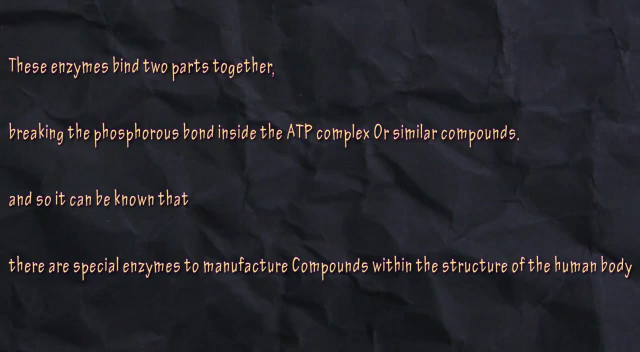 These enzymes bind two parts together,
breaking the phosphorous bond inside the ATP complex Or similar compounds.
and so it can be known that
there are special enzymes to manufacture Compounds within the structure of the human body